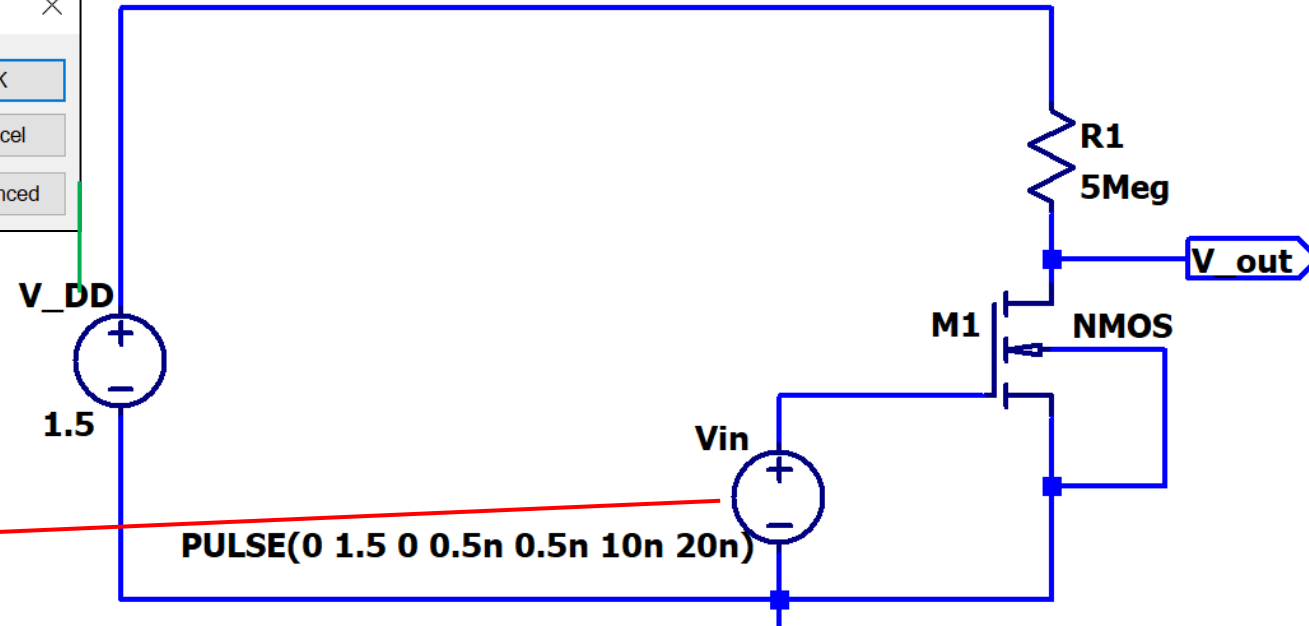 R1
5Meg
V_out
V_DD
M1
NMOS
1.5
Vin
PULSE(0 1.5 0 0.5n 0.5n 10n 20n)